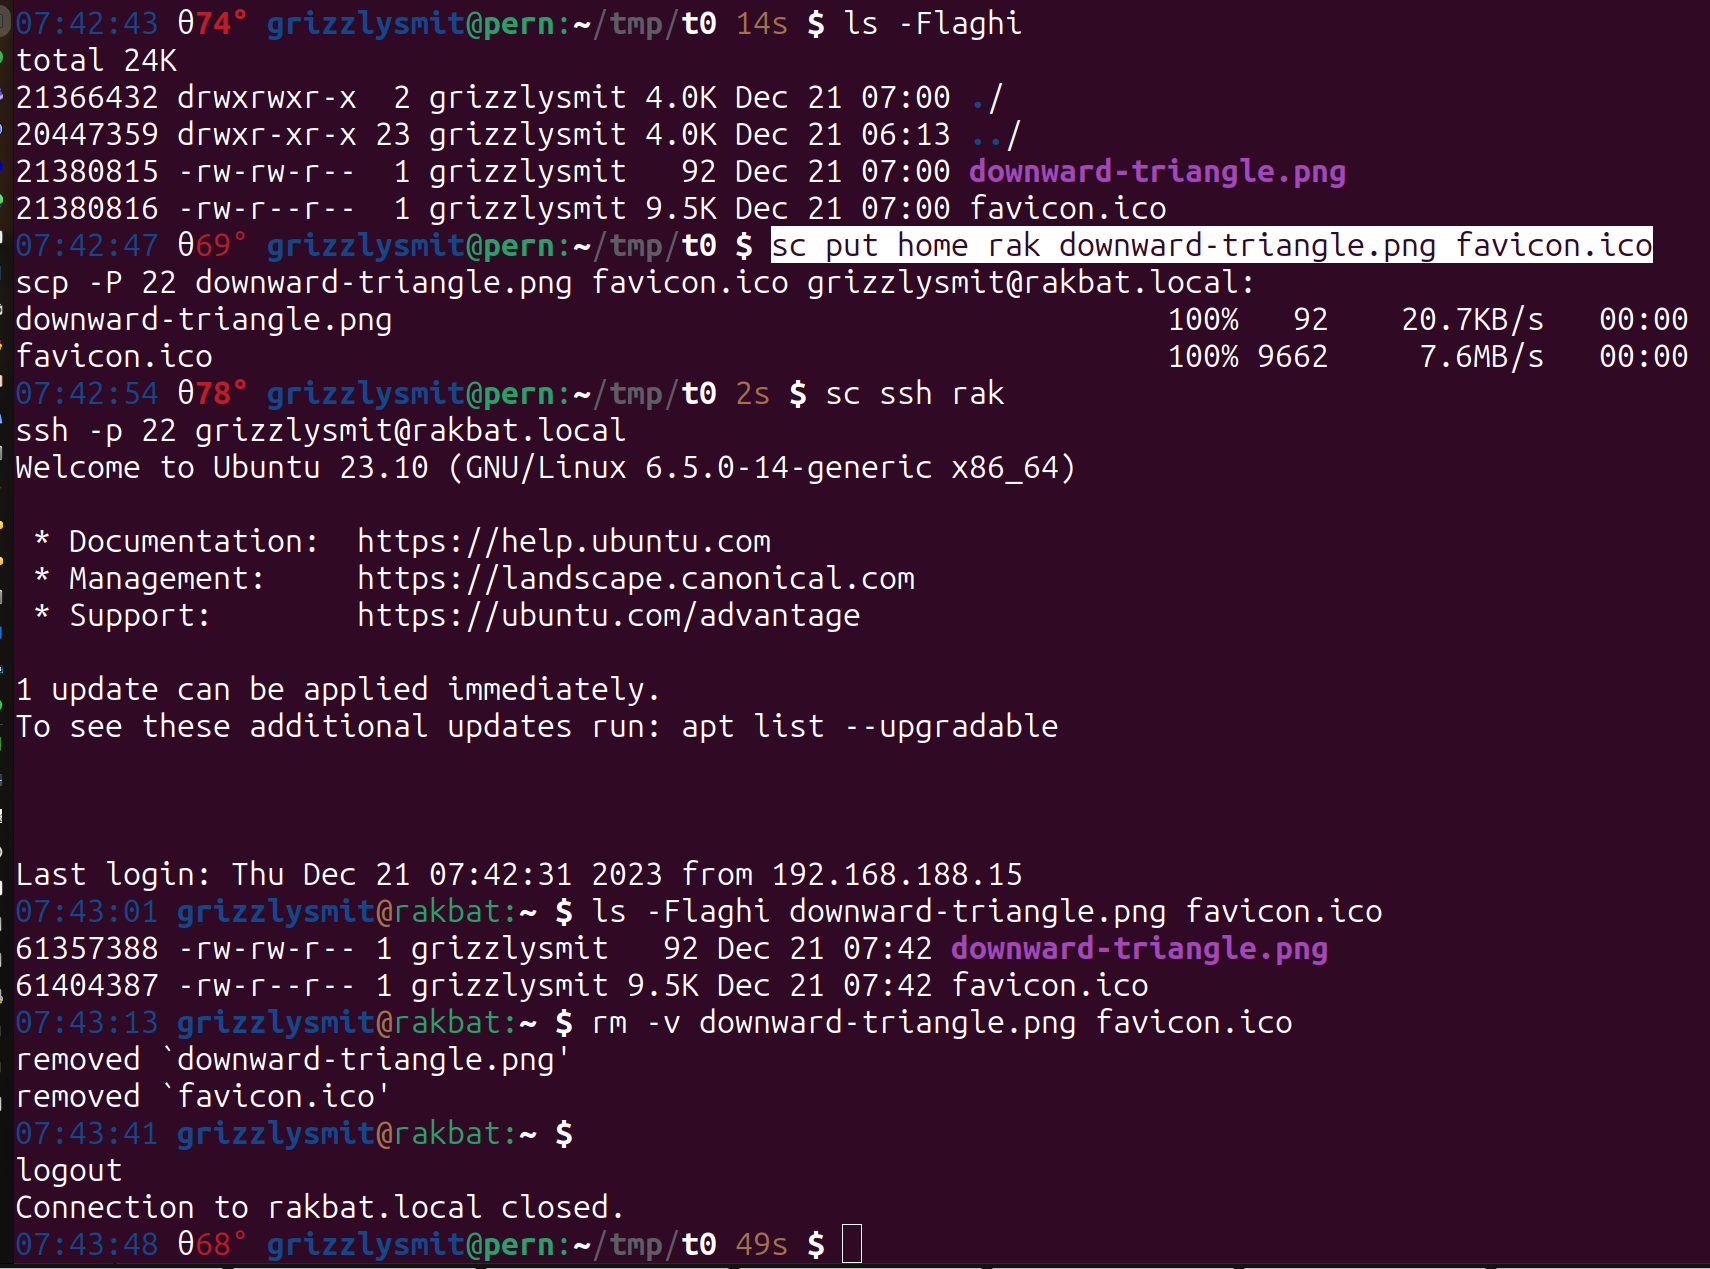 07:42:43 θ74° grizzlysmit@pern:~/tmp/t0 14s $ ls -Flaghi
total 24K
21366432 drwxrwxr-x  2 grizzlysmit 4.0K Dec 21 07:00 ./
20447359 drwxr-xr-x 23 grizzlysmit 4.0K Dec 21 06:13 ../
21380815 -rw-rw-r--  1 grizzlysmit   92 Dec 21 07:00 downward-triangle.png
21380816 -rw-r--r--  1 grizzlysmit 9.5K Dec 21 07:00 favicon.ico
07:42:47 θ69° grizzlysmit@pern:~/tmp/t0 $ sc put home rak downward-triangle.png favicon.ico
scp -P 22 downward-triangle.png favicon.ico grizzlysmit@rakbat.local:
downward-triangle.png                                           100%   92    20.7KB/s   00:00
favicon.ico                                                     100% 9662     7.6MB/s   00:00
07:42:54 θ78° grizzlysmit@pern:~/tmp/t0 2s $ sc ssh rak
ssh -p 22 grizzlysmit@rakbat.local
Welcome to Ubuntu 23.10 (GNU/Linux 6.5.0-14-generic x86_64)
 * Documentation:  https://help.ubuntu.com
 * Management:     https://landscape.canonical.com
 * Support:        https://ubuntu.com/advantage
1 update can be applied immediately.
To see these additional updates run: apt list --upgradable
Last login: Thu Dec 21 07:42:31 2023 from 192.168.188.15
07:43:01 grizzlysmit@rakbat:~ $ ls -Flaghi downward-triangle.png favicon.ico
61357388 -rw-rw-r-- 1 grizzlysmit   92 Dec 21 07:42 downward-triangle.png
61404387 -rw-r--r-- 1 grizzlysmit 9.5K Dec 21 07:42 favicon.ico
07:43:13 grizzlysmit@rakbat:~ $ rm -v downward-triangle.png favicon.ico
removed `downward-triangle.png'
removed `favicon.ico'
07:43:41 grizzlysmit@rakbat:~ $
logout
Connection to rakbat.local closed.
07:43:48 θ68° grizzlysmit@pern:~/tmp/t0 49s $